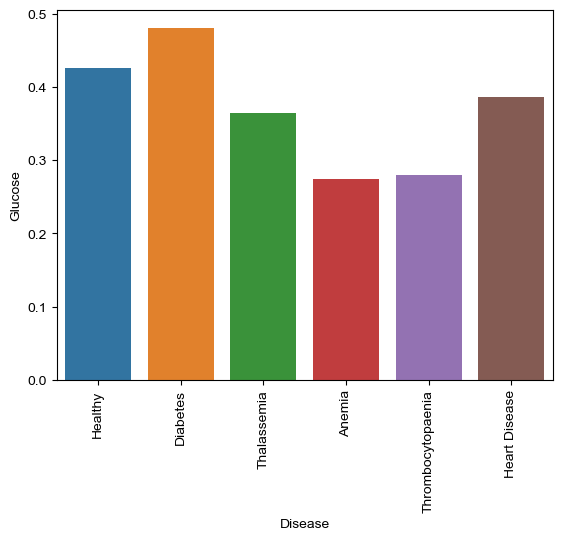 0.5
0.4
0.3
0.2
0.1
0.0
Glucose
Healthy
Diabetes
Thalassemia
Anemia
Thrombocytopaenia
Heart Disease
Disease